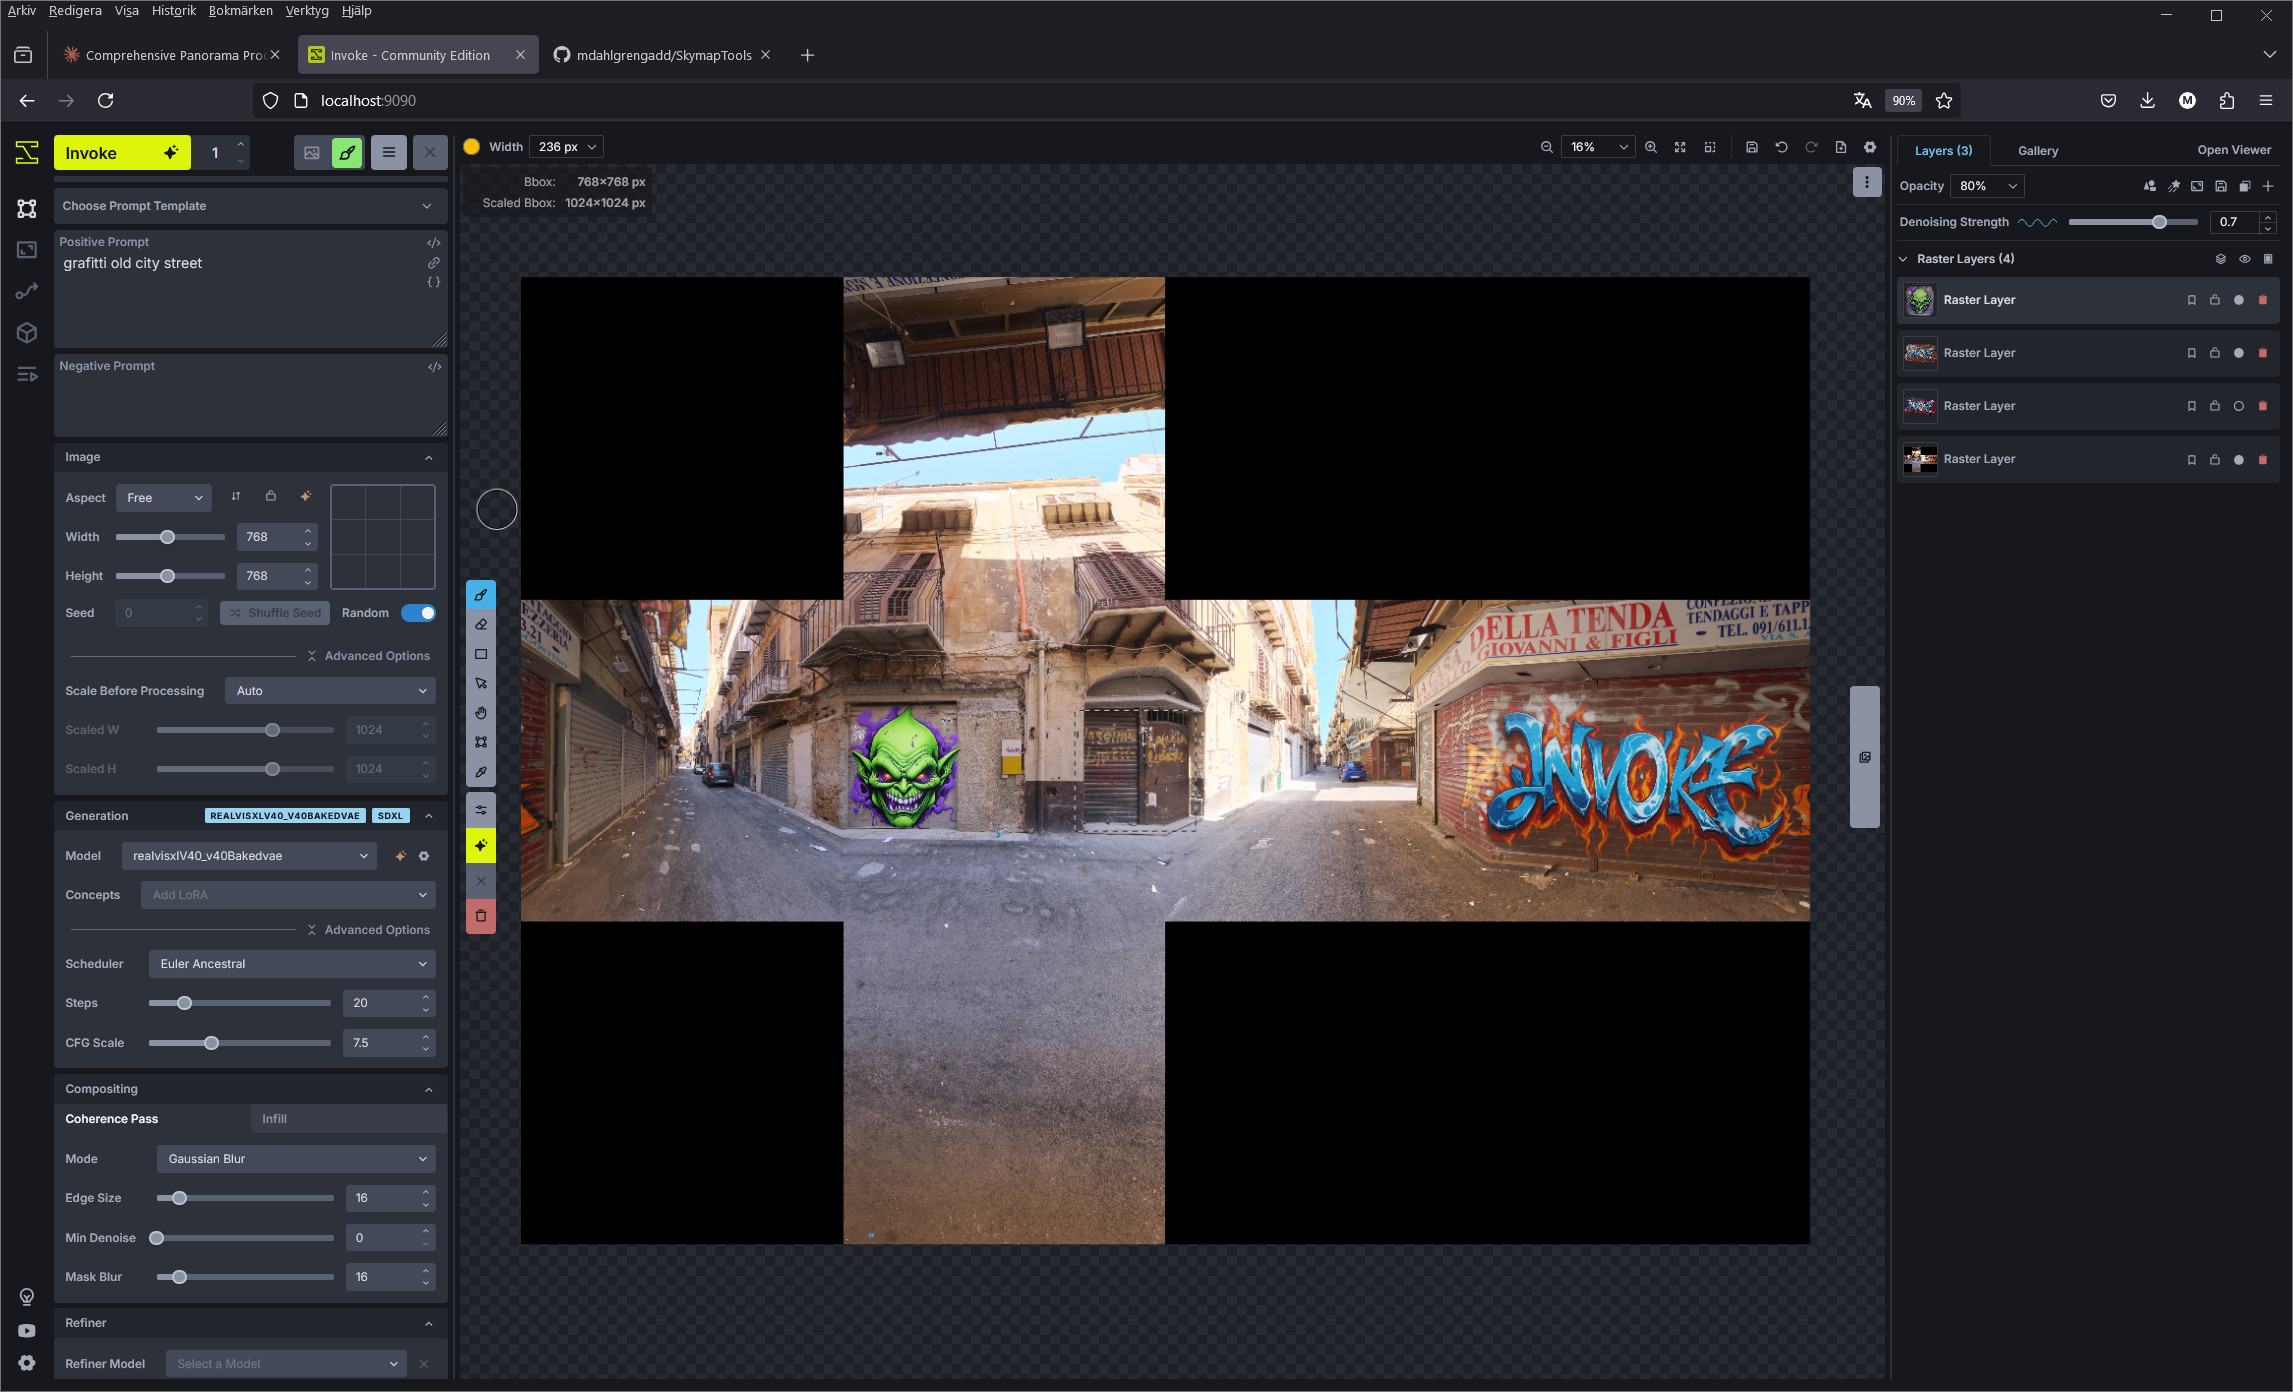 Arkiv Redigera Visa Historik Bokmärken Verktyg Hjälp
Comprehensive Panorama Pro
Invoke - Community Edition
mdahlgrengadd/SkymapTools
localhost:9090
90%
M
Invoke
1
Width 236 px
16%
Layers (3)
Gallery
Open Viewer
Bbox: 768×768 px
Scaled Bbox: 1024×1024 px
Opacity 80%
Choose Prompt Template
Denoising Strength 0.7
Positive Prompt
grafitti old city street
Raster Layers (4)
Raster Layer
Raster Layer
Raster Layer
Raster Layer
Negative Prompt
Image
Aspect Free
Width 768
Height 768
Seed 0 Shuffle Seed Random
Advanced Options
Scale Before Processing Auto
Scaled W 1024
Scaled H 1024
DELLA TENDA
GIOVANNI & FIGLI
TENDAGGI E TAPP
- TEL. 091/611.1
INVOKE
Generation REALVISXLV40_V40BAKEDVAE SDXL
Model realvisxlV40_v40Bakedvae
Concepts Add LoRA
Advanced Options
Scheduler Euler Ancestral
Steps 20
CFG Scale 7.5
Compositing
Coherence Pass Infill
Mode Gaussian Blur
Edge Size 16
Min Denoise 0
Mask Blur 16
Refiner
Refiner Model Select a Model